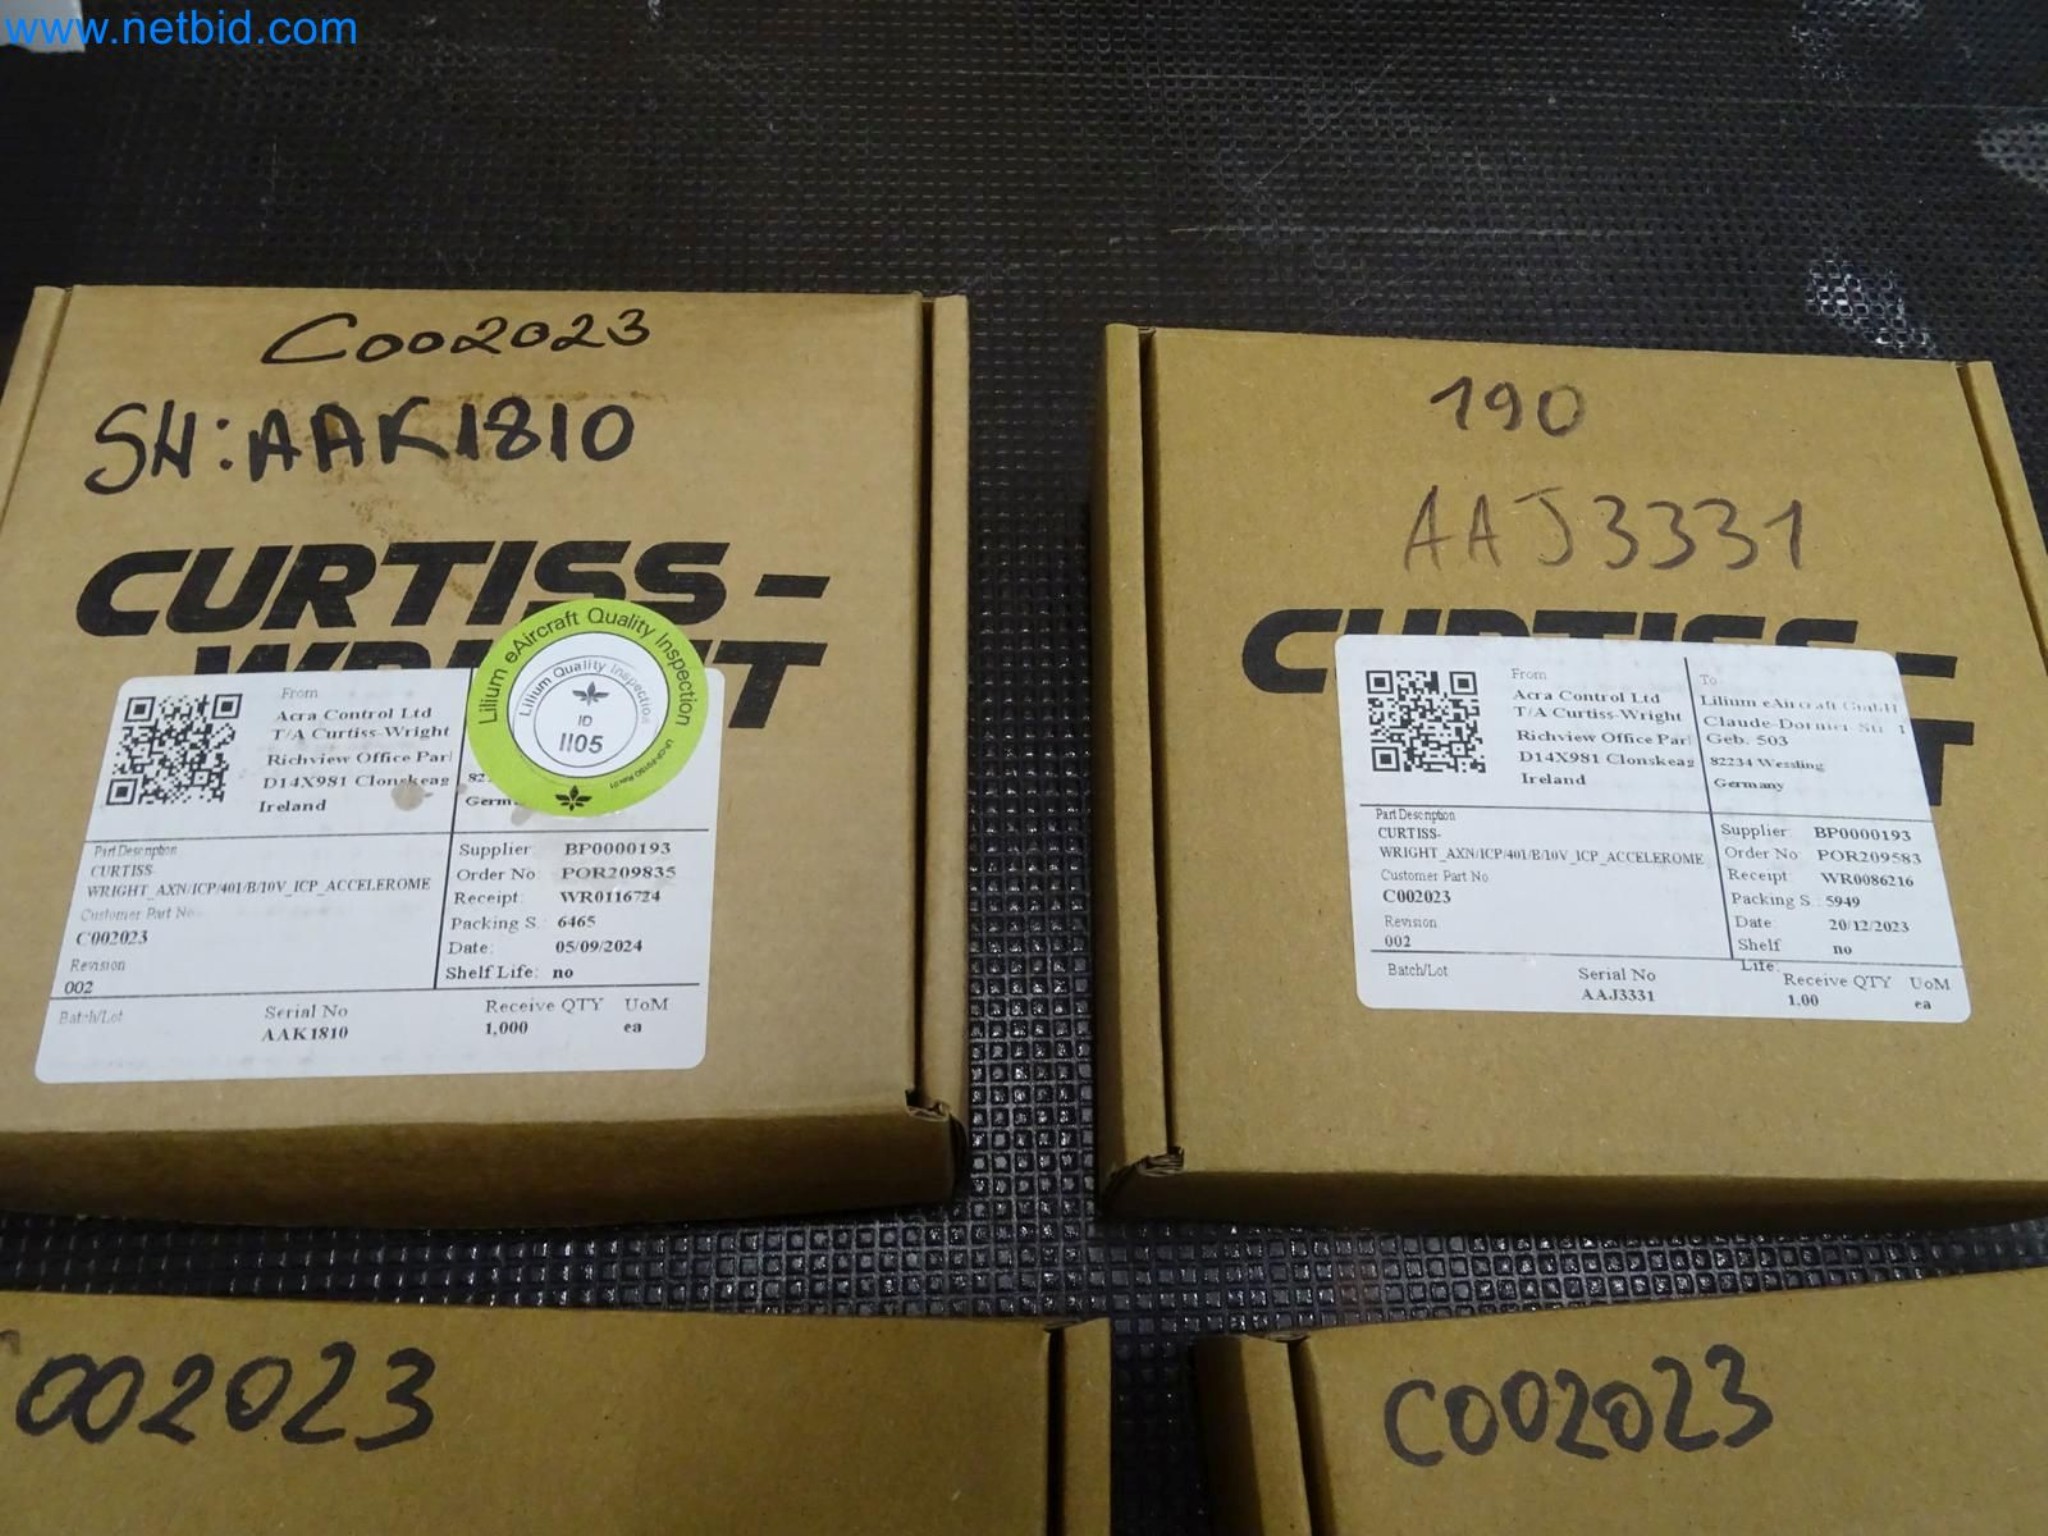 www.netbid.com
C002023
SN:AAK1810
CURTISS-
Lilium eAircraft Quality Inspection
Lilium Quality Inspection
ID
1105
From
Acra Control Ltd
T/A Curtiss-Wright
Richview Office Par
D14X981 Clonskeag
Ireland
Part Description
CURTISS-
WRIGHT_AXN/ICP/401/B/10V_ICP_ACCELEROME
Customer Part No
C002023
Revision
002
Supplier: BP0000193
Order No: POR209835
Receipt: WR0116724
Packing S.: 6465
Date: 05/09/2024
Shelf Life: no
Batch/Lot
Serial No
AAK1810
Receive QTY
1,000
UoM
ea
190
AAJ3331
CURTISS-
From
Acra Control Ltd
T/A Curtiss-Wright
Richview Office Par
D14X981 Clonskeag
Ireland
To
Lilium eAircraft GmbH
Claude-Dornier Str. 1
Geb. 503
82234 Wessling
Germany
Part Description
CURTISS-
WRIGHT_AXN/ICP/401/B/10V_ICP_ACCELEROME
Customer Part No
C002023
Revision
002
Supplier: BP0000193
Order No: POR209583
Receipt: WR0086216
Packing S.: 5949
Date: 20/12/2023
Shelf Life: no
Batch/Lot
Serial No
AAJ3331
Receive QTY
1.00
UoM
ea
002023
C002023